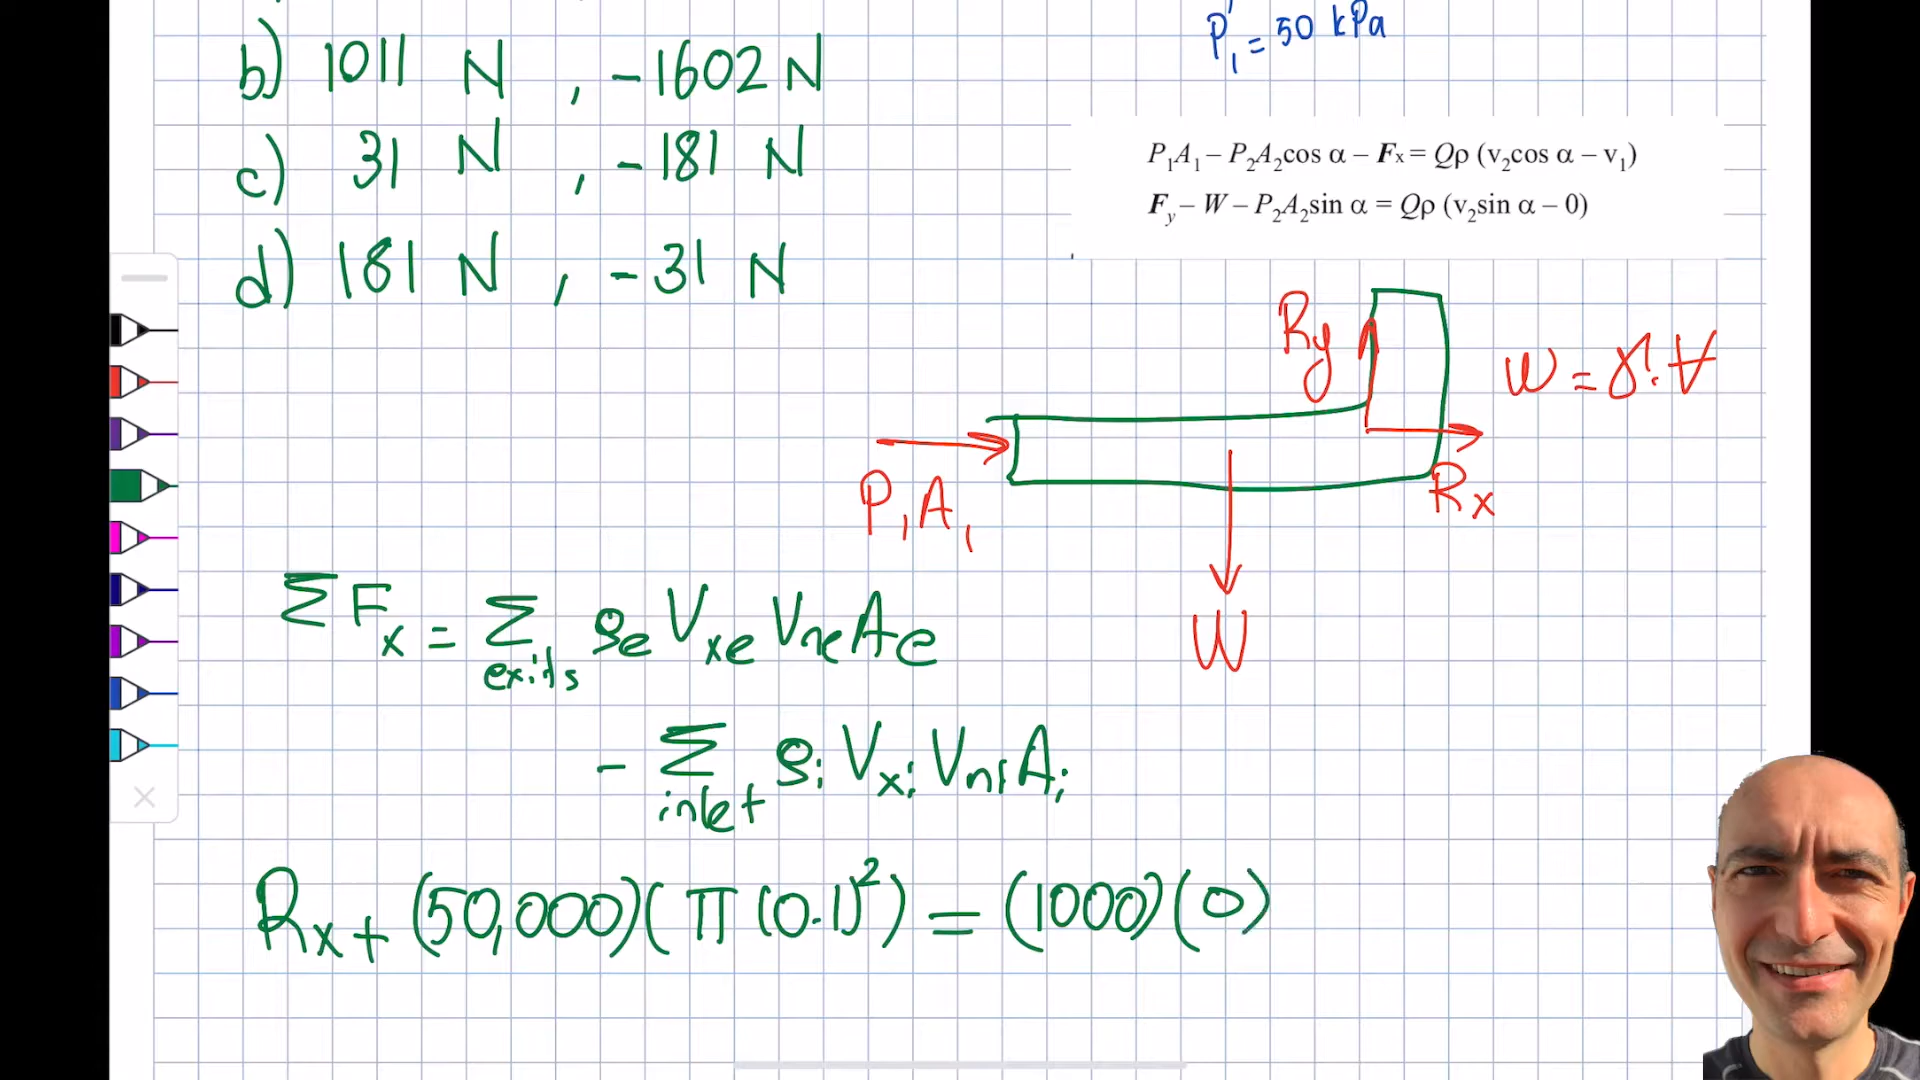 P₁' = 50 kPa
b) 1011 N , -1602 N
c) 31 N , -181 N
d) 181 N , -31 N
P₁A₁ – P₂A₂cos α – Fx = Qρ (v₂cos α – v₁)
Fy – W – P₂A₂sin α = Qρ (v₂sin α – 0)
Ry
W = γ. V
P₁A₁
Rx
W
Σ Fx = Σ ρe Vxe Vne Ae
exits
- Σ ρi Vxi Vni Ai
inlet
Rx + (50,000)(π (0.1)²) = (1000)(0)